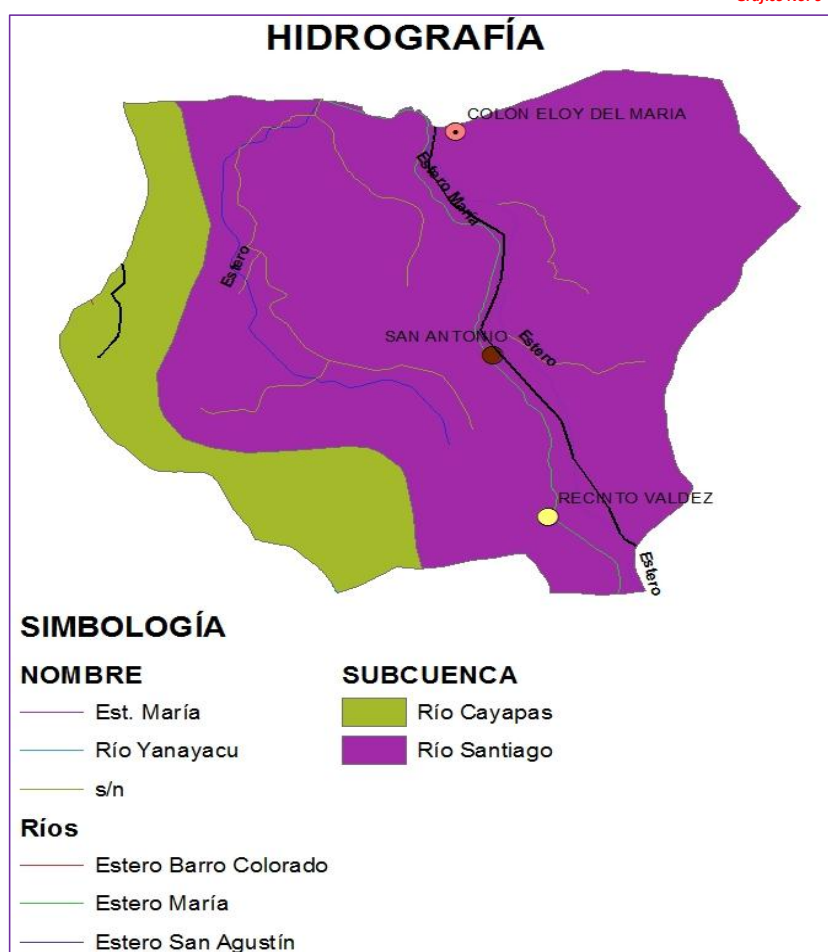 HIDROGRAFÍA
COLÓN ELOY DEL MARIA
Estero María
Estero
SAN ANTONIO
Estero
RECINTO VALDEZ
Estero
SIMBOLOGÍA
NOMBRE
Est. María
Río Yanayacu
s/n
Ríos
Estero Barro Colorado
Estero María
Estero San Agustín
SUBCUENCA
Río Cayapas
Río Santiago